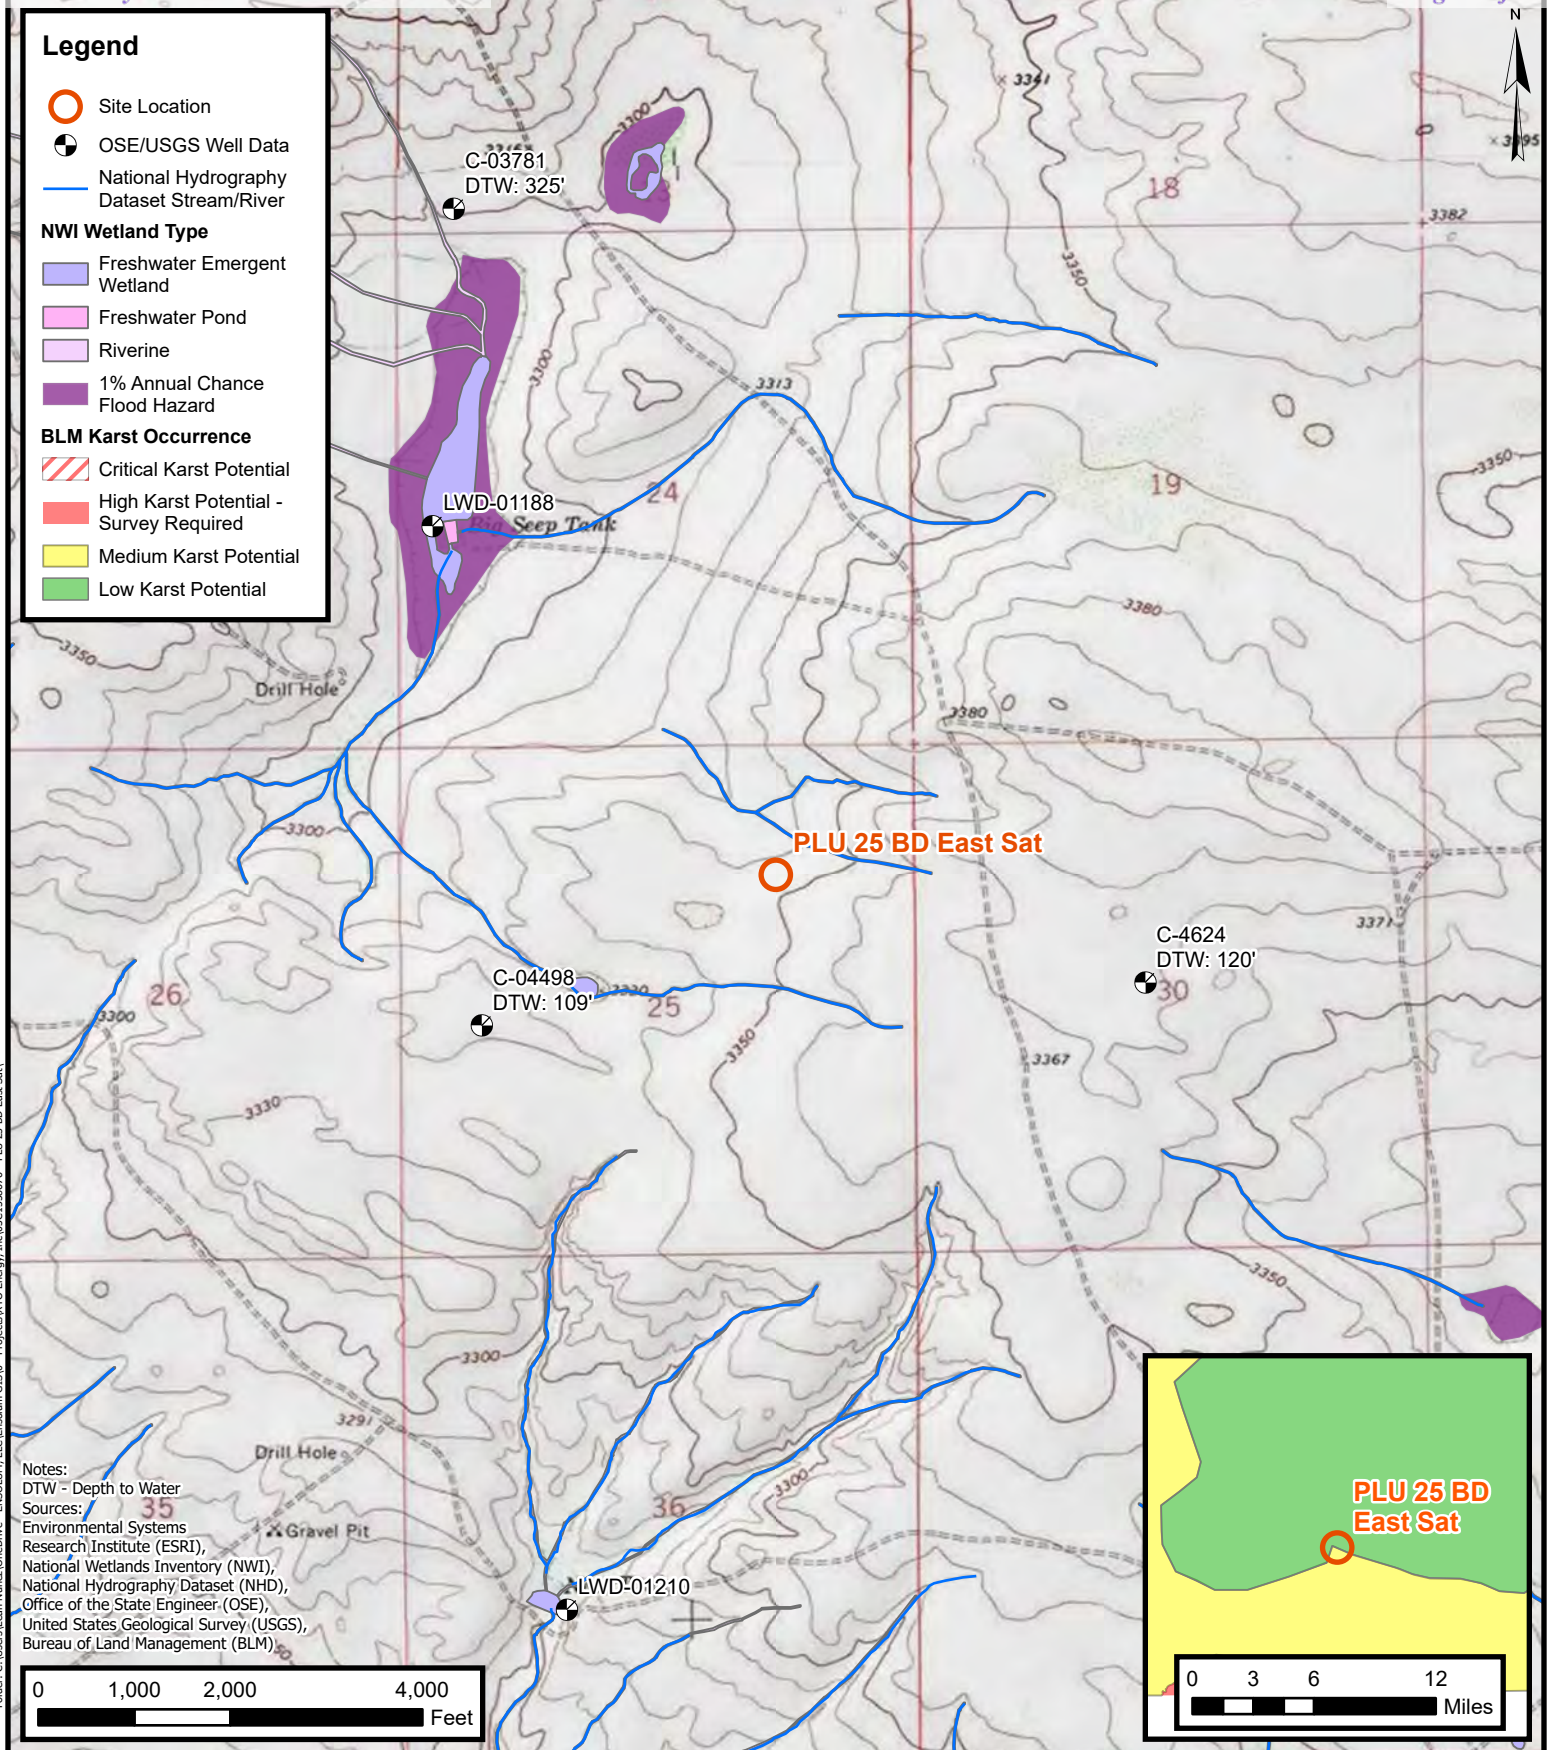 Legend
Site Location
OSE/USGS Well Data
National Hydrography
Dataset Stream/River
NWI Wetland Type
Freshwater Emergent
Wetland
Freshwater Pond
Riverine
1% Annual Chance
Flood Hazard
BLM Karst Occurrence
Critical Karst Potential
High Karst Potential -
Survey Required
Medium Karst Potential
Low Karst Potential
N
× 3341
3300
C-03781
DTW: 325'
18
3382
3350
3300
3313
LWD-01188
Big Seep Tank
24
19
3350
3380
3350
Drill Hole
3380
3300
PLU 25 BD East Sat
3371
C-4624
DTW: 120'
30
26
C-04498
DTW: 109'
3330
25
3300
3350
3367
3330
3350
3300
3291
Drill Hole
3300
35
36
Gravel Pit
LWD-01210
Notes:
DTW - Depth to Water
Sources:
Environmental Systems
Research Institute (ESRI),
National Wetlands Inventory (NWI),
National Hydrography Dataset (NHD),
Office of the State Engineer (OSE),
United States Geological Survey (USGS),
Bureau of Land Management (BLM)
0 1,000 2,000 4,000
Feet
PLU 25 BD
East Sat
0 3 6 12
Miles